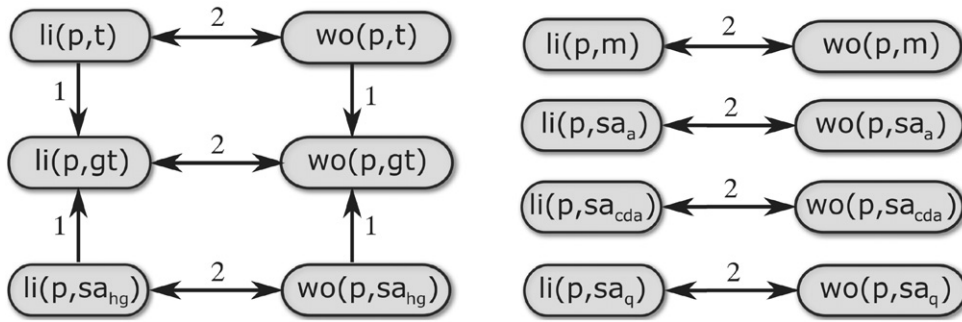 li(p,t) 2 wo(p,t)
1 1
li(p,gt) 2 wo(p,gt)
1 1
li(p,sa_hg) 2 wo(p,sa_hg)
li(p,m) 2 wo(p,m)
li(p,sa_a) 2 wo(p,sa_a)
li(p,sa_cda) 2 wo(p,sa_cda)
li(p,sa_q) 2 wo(p,sa_q)